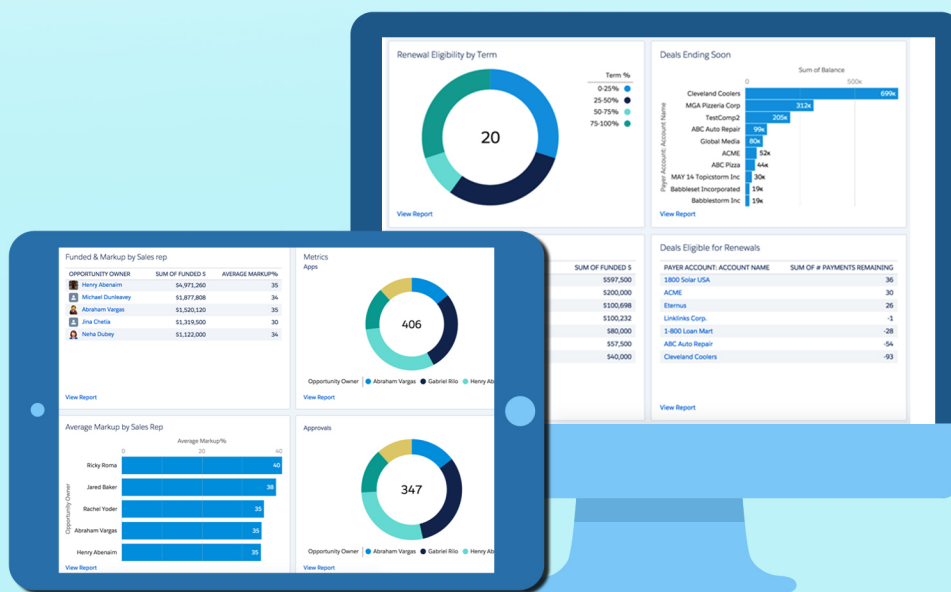 Renewal Eligibility by Term
Term %
0-25%
25-50%
50-75%
75-100%
20
View Report
Deals Ending Soon
Sum of Balance
0 500K
Payer Account: Account Name
Cleveland Coolers 699K
MGA Pizzeria Corp 312K
TestComp2 205K
ABC Auto Repair 99K
Global Media 80K
ACME 52K
ABC Pizza 44K
MAY 14 Topicstorm Inc 30K
Babbleset Incorporated 19K
Babblestorm Inc 19K
View Report
SUM OF FUNDED $
$597,500
$200,000
$100,698
$100,232
$80,000
$57,500
$40,000
Deals Eligible for Renewals
PAYER ACCOUNT: ACCOUNT NAME SUM OF # PAYMENTS REMAINING
1800 Solar USA 36
ACME 30
Eternus 26
Linklinks Corp. -1
1-800 Loan Mart -28
ABC Auto Repair -54
Cleveland Coolers -93
View Report
Funded & Markup by Sales rep
OPPORTUNITY OWNER SUM OF FUNDED $ AVERAGE MARKUP%
Henry Abenaim $4,971,260 35
Michael Dunleavey $1,877,808 34
Abraham Vargas $1,520,120 35
Jina Chetia $1,319,500 30
Neha Dubey $1,122,000 34
View Report
Metrics
Apps
406
Opportunity Owner Abraham Vargas Gabriel Rilo Henry Ab
View Report
Average Markup by Sales Rep
Average Markup%
0 20 40
Opportunity Owner
Ricky Roma 40
Jared Baker 38
Rachel Yoder 35
Abraham Vargas 35
Henry Abenaim 35
View Report
Approvals
347
Opportunity Owner Abraham Vargas Gabriel Rilo Henry Ab
View Report